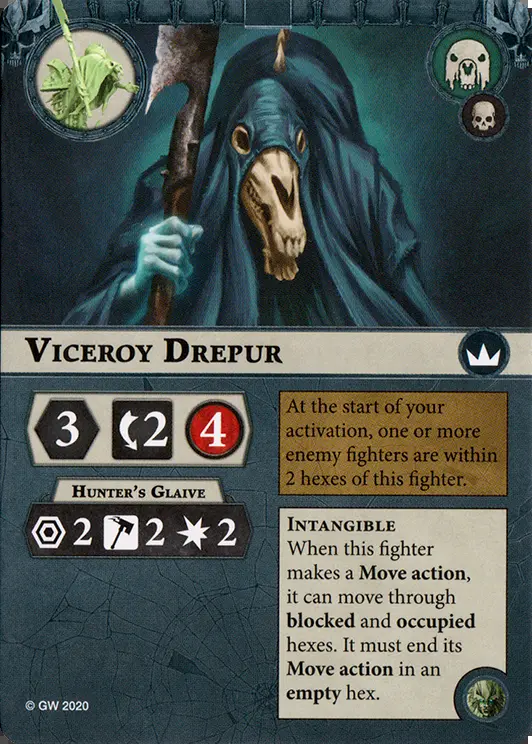 VICEROY DREPUR
3 2 4
HUNTER'S GLAIVE
2 2 2
At the start of your
activation, one or more
enemy fighters are within
2 hexes of this fighter.
INTANGIBLE
When this fighter
makes a Move action,
it can move through
blocked and occupied
hexes. It must end its
Move action in an
empty hex.
© GW 2020